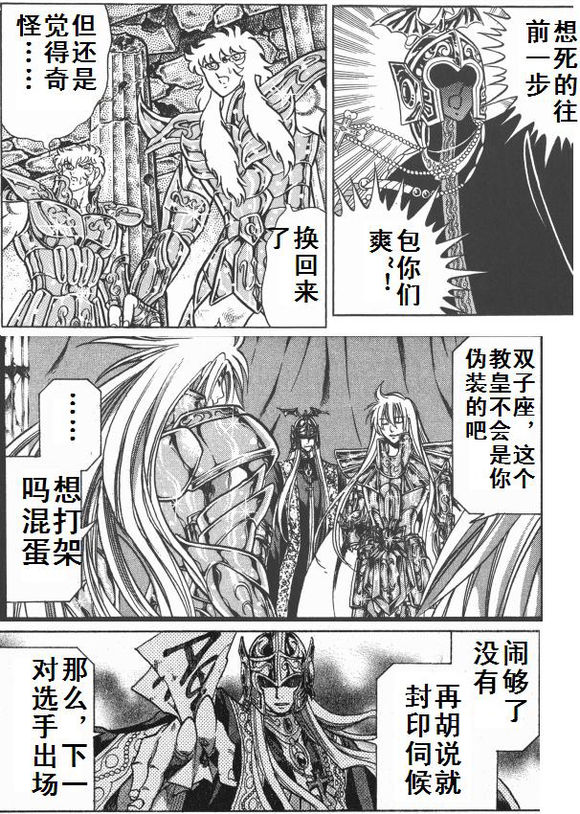 想死的往
前一步
包你们
爽~!
换回来
了
但还是
觉得奇
怪……
双子座，这个
教皇不会是你
伪装的吧
……
想打架
吗混蛋
闹够了
没有
再胡说就
封印伺候
那么，下一
对选手出场